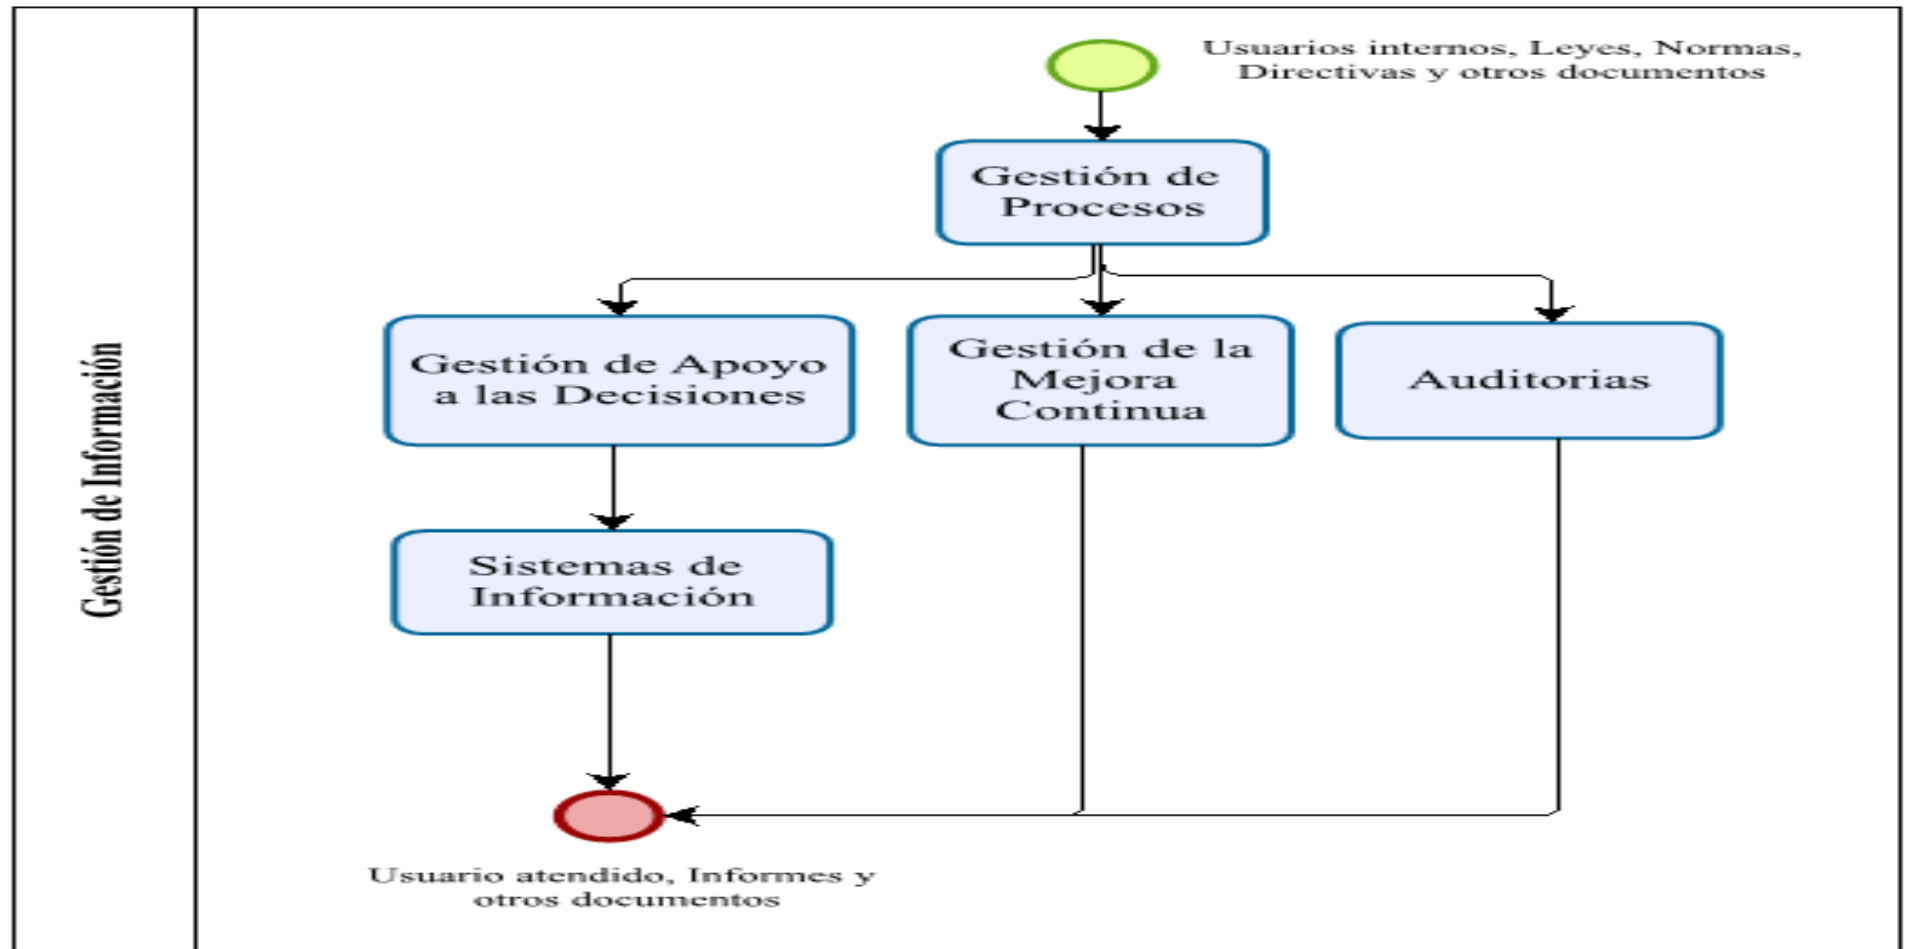 Usuarios internos, Leyes, Normas,
Directivas y otros documentos
Gestión de
Procesos
Gestión de Apoyo
a las Decisiones
Gestión de la
Mejora
Continua
Auditorias
Gestión de Información
Sistemas de
Información
Usuario atendido, Informes y
otros documentos